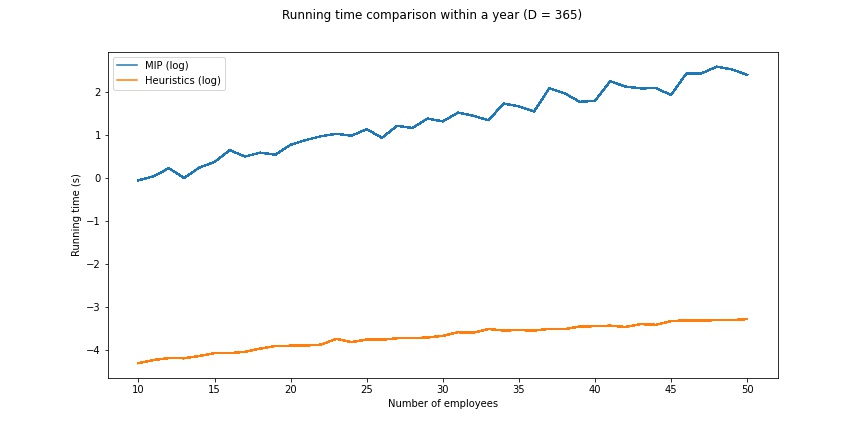 Running time comparison within a year (D = 365)
MIP (log)
Heuristics (log)
2
1
0
−1
−2
−3
−4
Running time (s)
10 15 20 25 30 35 40 45 50
Number of employees